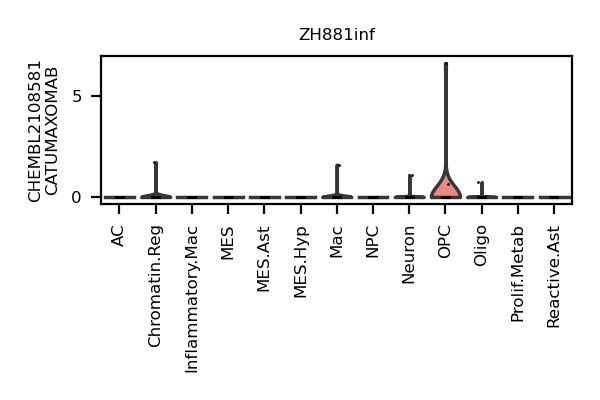 ZH881inf
CHEMBL2108581
CATUMAXOMAB
5
0
AC
Chromatin.Reg
Inflammatory.Mac
MES
MES.Ast
MES.Hyp
Mac
NPC
Neuron
OPC
Oligo
Prolif.Metab
Reactive.Ast